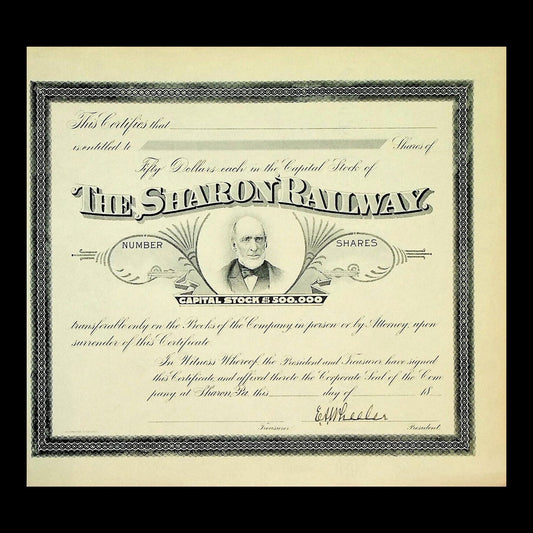 This Certifies that
is entitled to Shares of
Fifty Dollars each in the Capital Stock of
THE SHARON RAILWAY.
NUMBER SHARES
CAPITAL STOCK $500,000
transferable only on the Books of the Company in person or by Attorney, upon
surrender of this Certificate
In Witness Whereof the President and Treasurer have signed
this Certificate and affixed thereto the Corporate Seal of the Com
pany at Sharon, Pa. this day of 18
E. H. Wheeler
Treasurer President